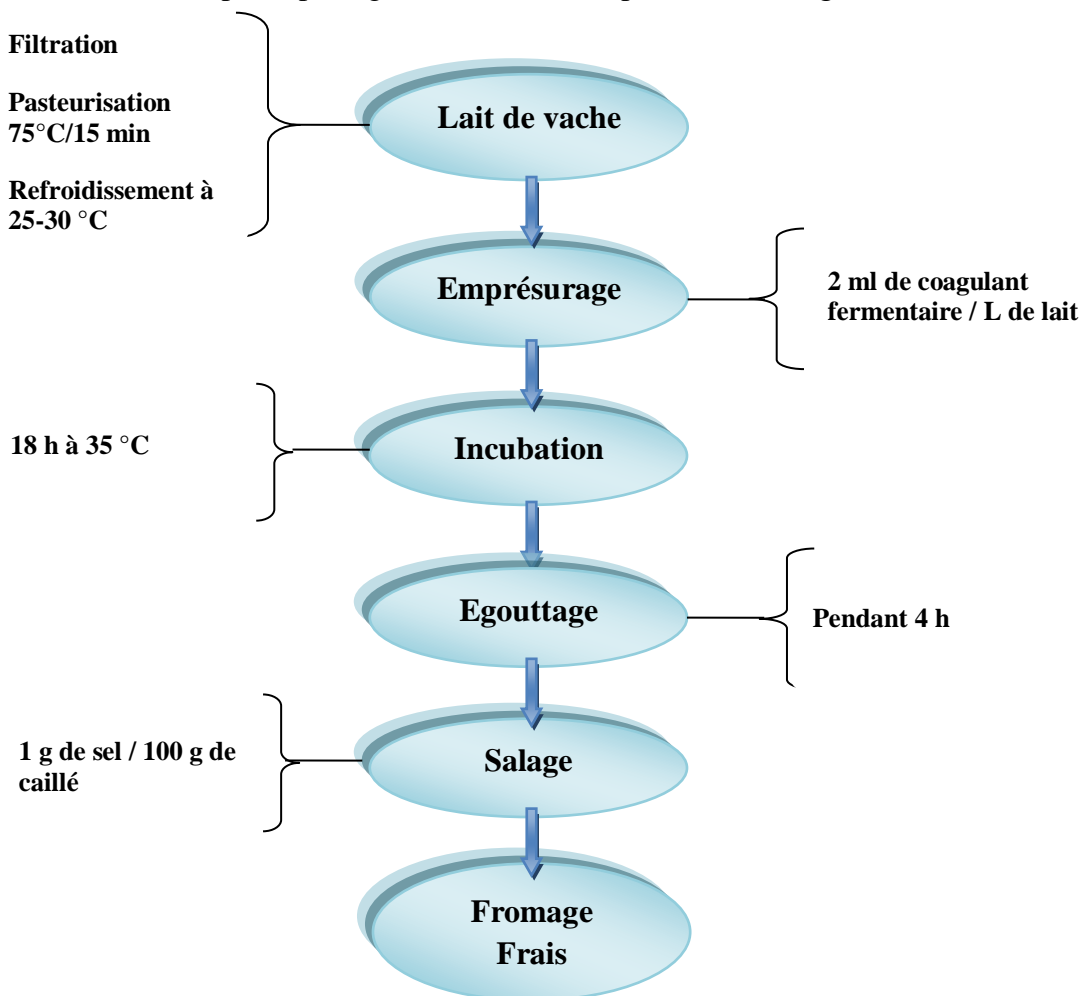 Filtration
Pasteurisation
75°C/15 min
Refroidissement à
25-30 °C
Lait de vache
Emprésurage
2 ml de coagulant
fermentaire / L de lait
18 h à 35 °C
Incubation
Egouttage
Pendant 4 h
1 g de sel / 100 g de
caillé
Salage
Fromage
Frais